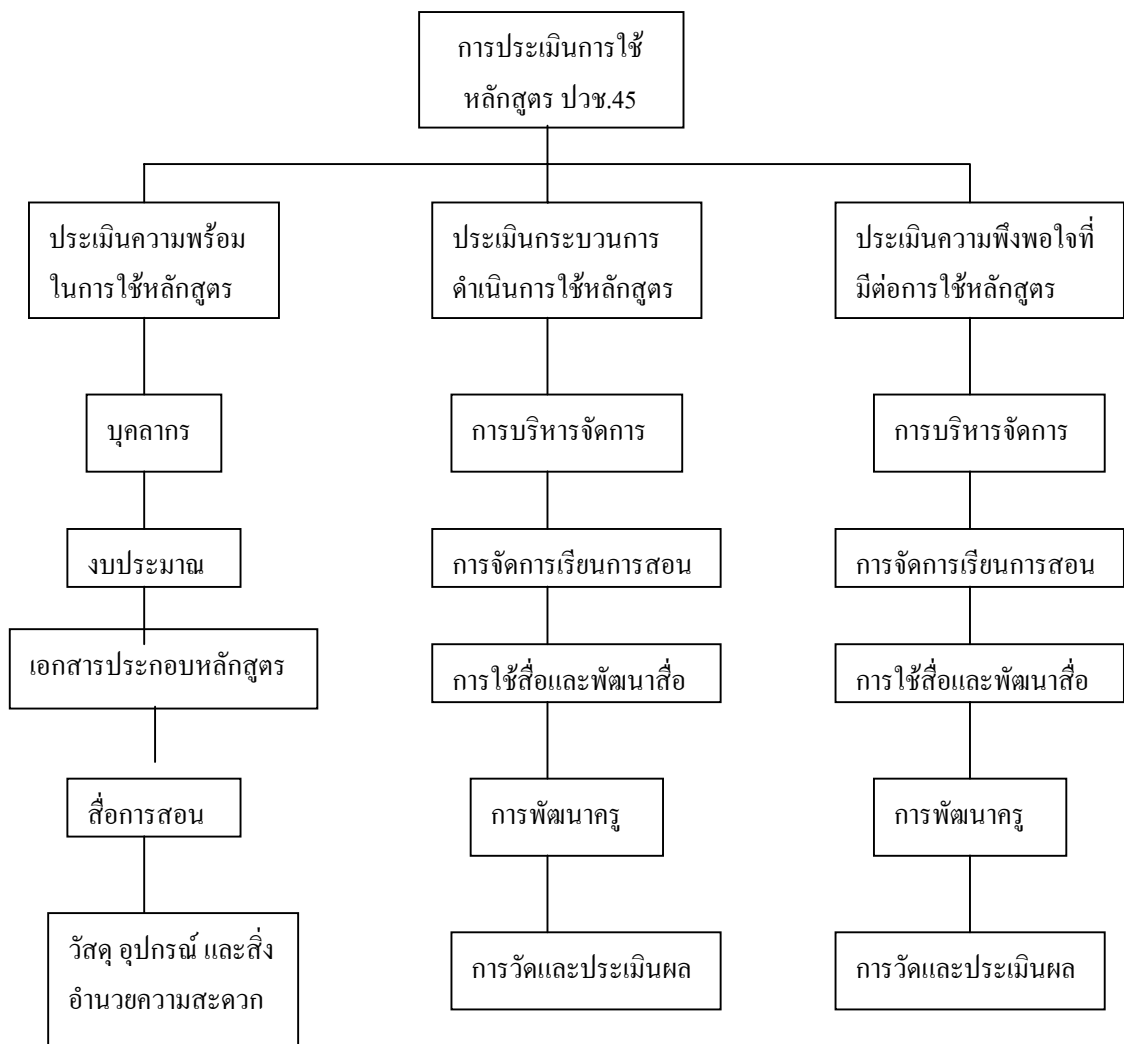 การประเมินการใช้
หลักสูตร ปวช.45
ประเมินความพร้อม
ในการใช้หลักสูตร
ประเมินกระบวนการ
ดำเนินการใช้หลักสูตร
ประเมินความพึงพอใจที่
มีต่อการใช้หลักสูตร
บุคลากร
การบริหารจัดการ
การบริหารจัดการ
งบประมาณ
การจัดการเรียนการสอน
การจัดการเรียนการสอน
เอกสารประกอบหลักสูตร
การใช้สื่อและพัฒนาสื่อ
การใช้สื่อและพัฒนาสื่อ
สื่อการสอน
การพัฒนาครู
การพัฒนาครู
วัสดุ อุปกรณ์ และสิ่ง
อำนวยความสะดวก
การวัดและประเมินผล
การวัดและประเมินผล